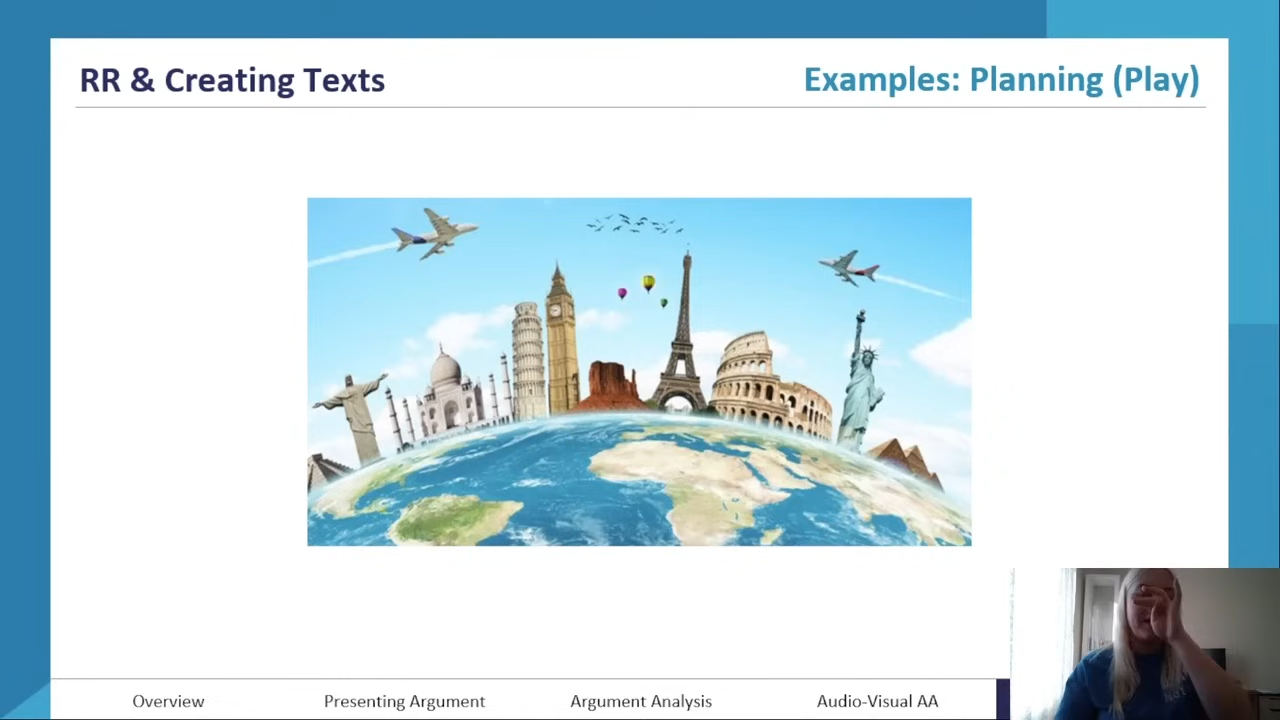 RR & Creating Texts
Examples: Planning (Play)
Overview
Presenting Argument
Argument Analysis
Audio-Visual AA